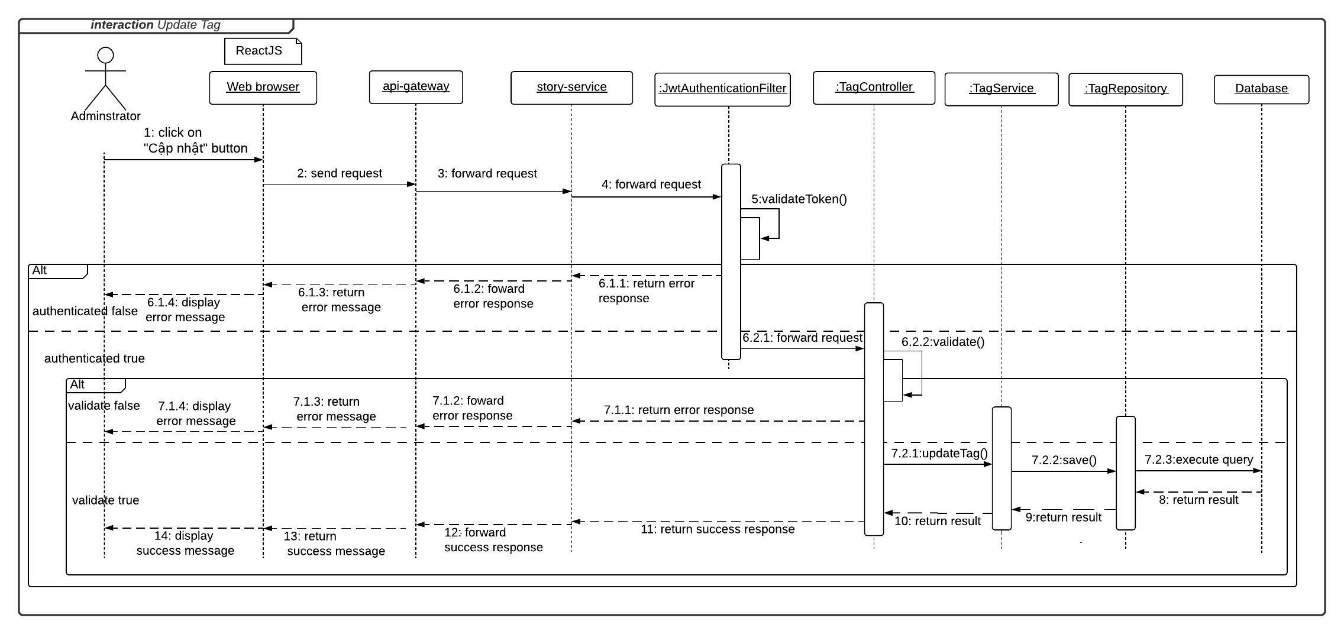 interaction Update Tag
ReactJS
Adminstrator
Web browser
api-gateway
story-service
:JwtAuthenticationFilter
:TagController
:TagService
:TagRepository
Database
1: click on
"Cập nhật" button
2: send request
3: forward request
4: forward request
5:validateToken()
Alt
authenticated false
6.1.1: return error
response
6.1.2: foward
error response
6.1.3: return
error message
6.1.4: display
error message
authenticated true
6.2.1: forward request
6.2.2:validate()
Alt
validate false
7.1.1: return error response
7.1.2: foward
error response
7.1.3: return
error message
7.1.4: display
error message
validate true
7.2.1:updateTag()
7.2.2:save()
7.2.3:execute query
8: return result
9:return result
10: return result
11: return success response
12: forward
success response
13: return
success message
14: display
success message